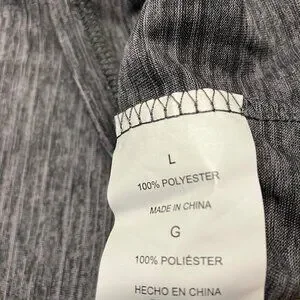 L
100% POLYESTER
MADE IN CHINA
G
100% POLIÉSTER
HECHO EN CHINA